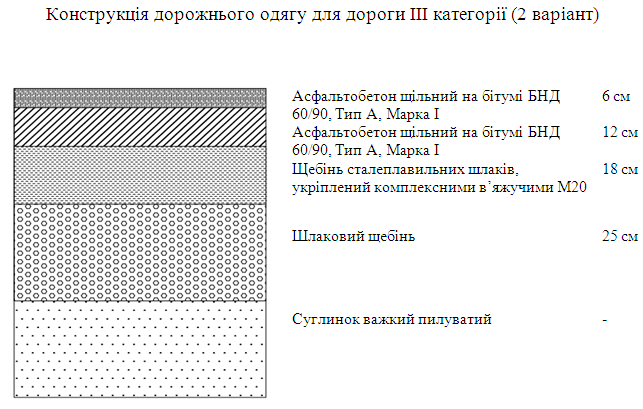 Конструкція дорожнього одягу для дороги III категорії (2 варіант)
Асфальтобетон щільний на бітумі БНД 6 см
60/90, Тип А, Марка I
Асфальтобетон щільний на бітумі БНД 12 см
60/90, Тип А, Марка I
Щебінь сталеплавильних шлаків, 18 см
укріплений комплексними в’яжучими М20
Шлаковий щебінь 25 см
Суглинок важкий пилуватий -